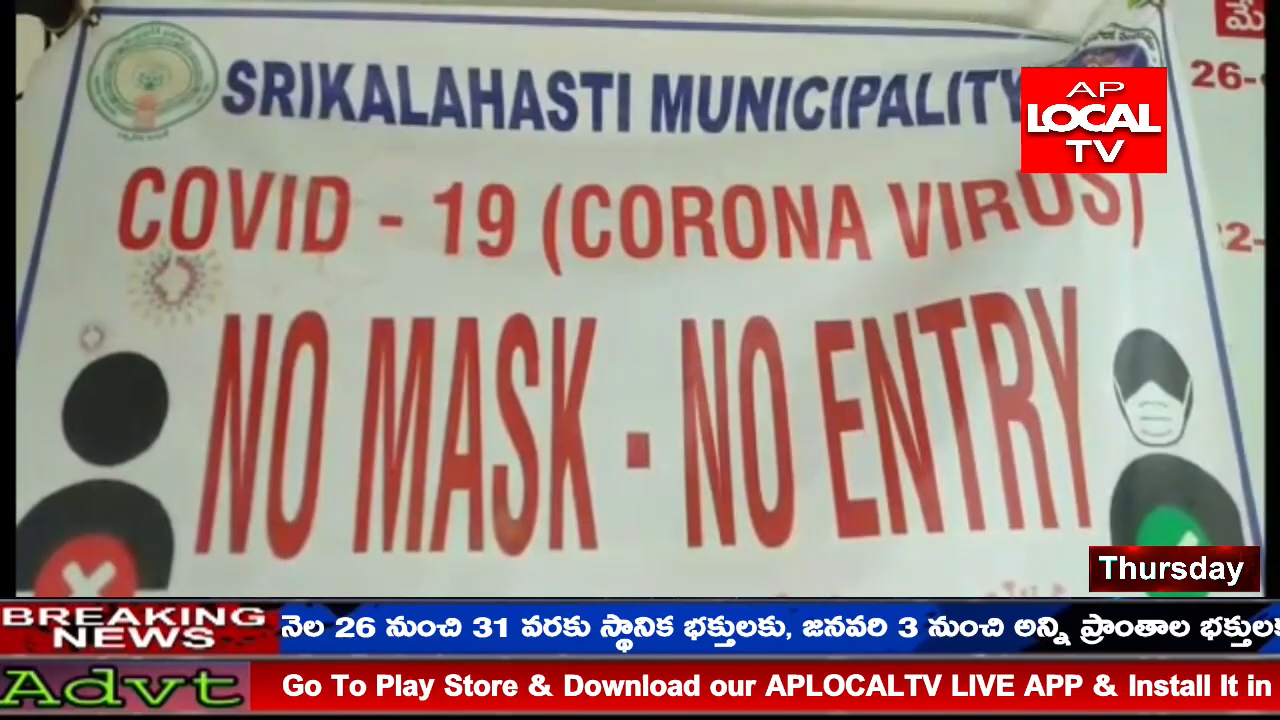 SRIKALAHASTI MUNICIPALITY
AP
LOCAL
TV
మే
26-
COVID - 19 (CORONA VIRUS)
NO MASK - NO ENTRY
Thursday
BREAKING
NEWS
నెల 26 నుంచి 31 వరకు స్థానిక భక్తులకు, జనవరి 3 నుంచి అన్ని ప్రాంతాల
Advt
Go To Play Store & Download our APLOCALTV LIVE APP & Install It in